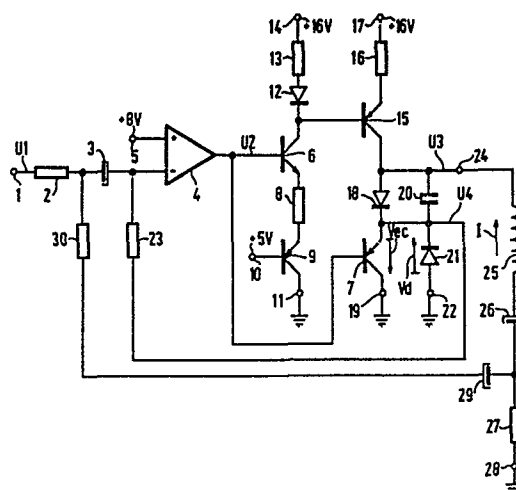 14 +16V 17 +16V
13 16
12
+8V 15
U1 3 5 + U2 6 U3 24
1 2 - 4 18 20 U4
8
30 23 +5V Vec I
10 9 7 21 25
11 Vd
19 22 26
29
27
28